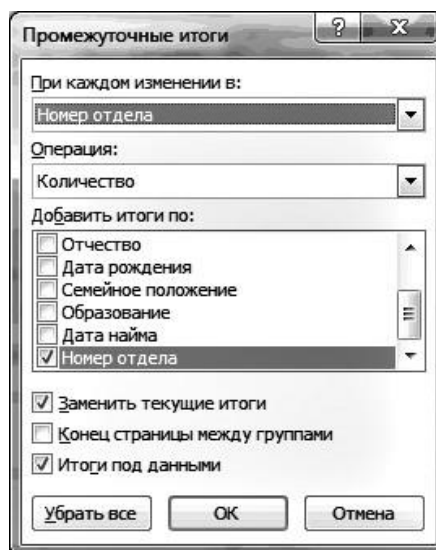 Промежуточные итоги
При каждом изменении в:
Номер отдела
Операция:
Количество
Добавить итоги по:
Отчество
Дата рождения
Семейное положение
Образование
Дата найма
Номер отдела
Заменить текущие итоги
Конец страницы между группами
Итоги под данными
Убрать все ОК Отмена